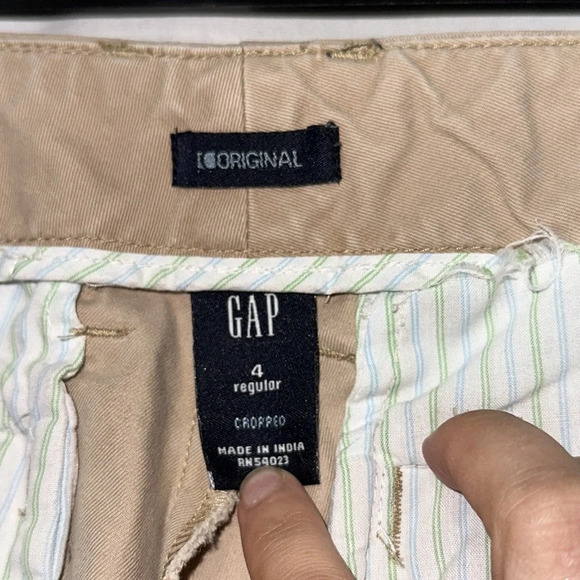 ORIGINAL
GAP
4
regular
CROPPED
MADE IN INDIA
RN54023